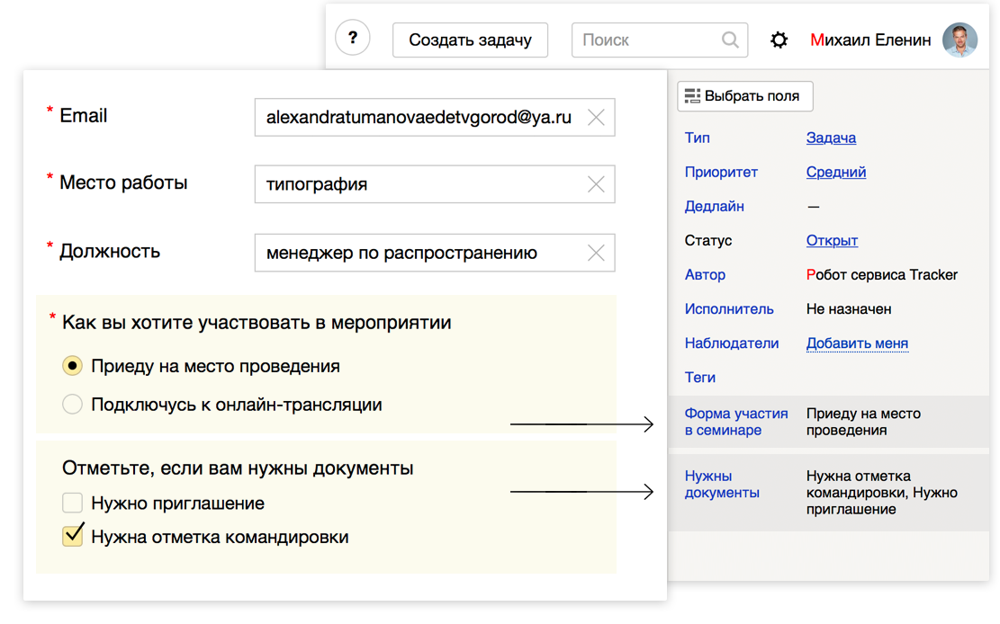 ?
Создать задачу
Поиск
Михаил Еленин
* Email
alexandratumanovaedetvgorod@ya.ru
* Место работы
типография
* Должность
менеджер по распространению
* Как вы хотите участвовать в мероприятии
Приеду на место проведения
Подключусь к онлайн-трансляции
Отметьте, если вам нужны документы
Нужно приглашение
Нужна отметка командировки
Выбрать поля
Тип Задача
Приоритет Средний
Дедлайн —
Статус Открыт
Автор Робот сервиса Tracker
Исполнитель Не назначен
Наблюдатели Добавить меня
Теги
Форма участия Приеду на место
в семинаре проведения
Нужны Нужна отметка
документы командировки, Нужно
приглашение